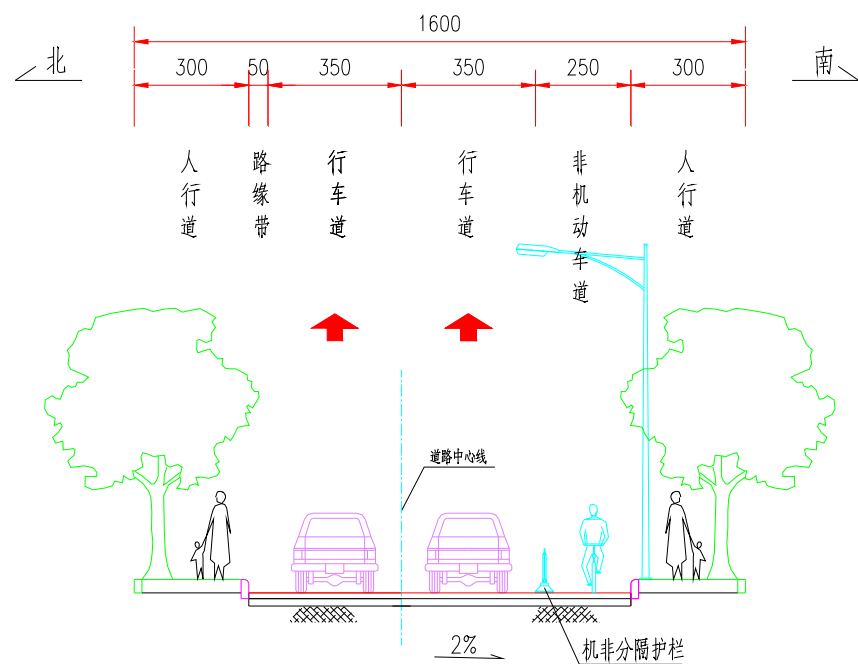 1600
北
南
300 50 350 350 250 300
人行道
路缘带
行车道
行车道
非机动车道
人行道
道路中心线
2%
机非分隔护栏